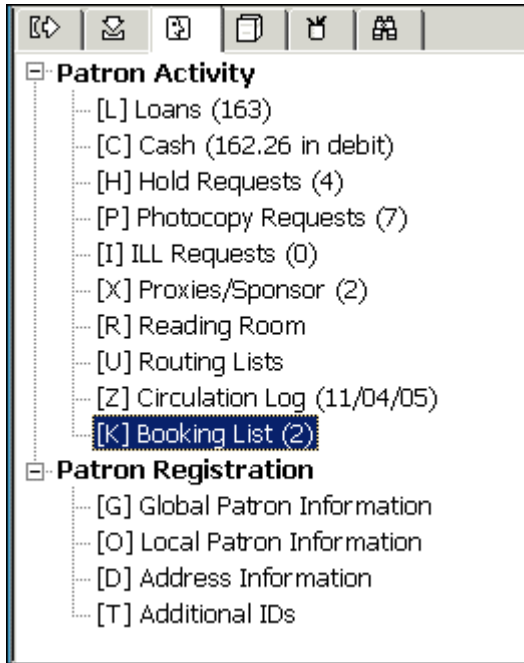 Patron Activity
[L] Loans (163)
[C] Cash (162.26 in debit)
[H] Hold Requests (4)
[P] Photocopy Requests (7)
[I] ILL Requests (0)
[X] Proxies/Sponsor (2)
[R] Reading Room
[U] Routing Lists
[Z] Circulation Log (11/04/05)
[K] Booking List (2)
Patron Registration
[G] Global Patron Information
[O] Local Patron Information
[D] Address Information
[T] Additional IDs